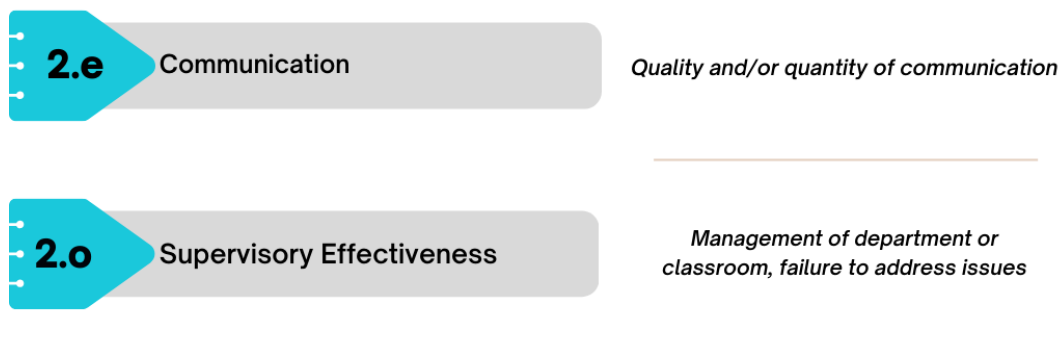 2.e
Communication
Quality and/or quantity of communication
2.o
Supervisory Effectiveness
Management of department or
classroom, failure to address issues